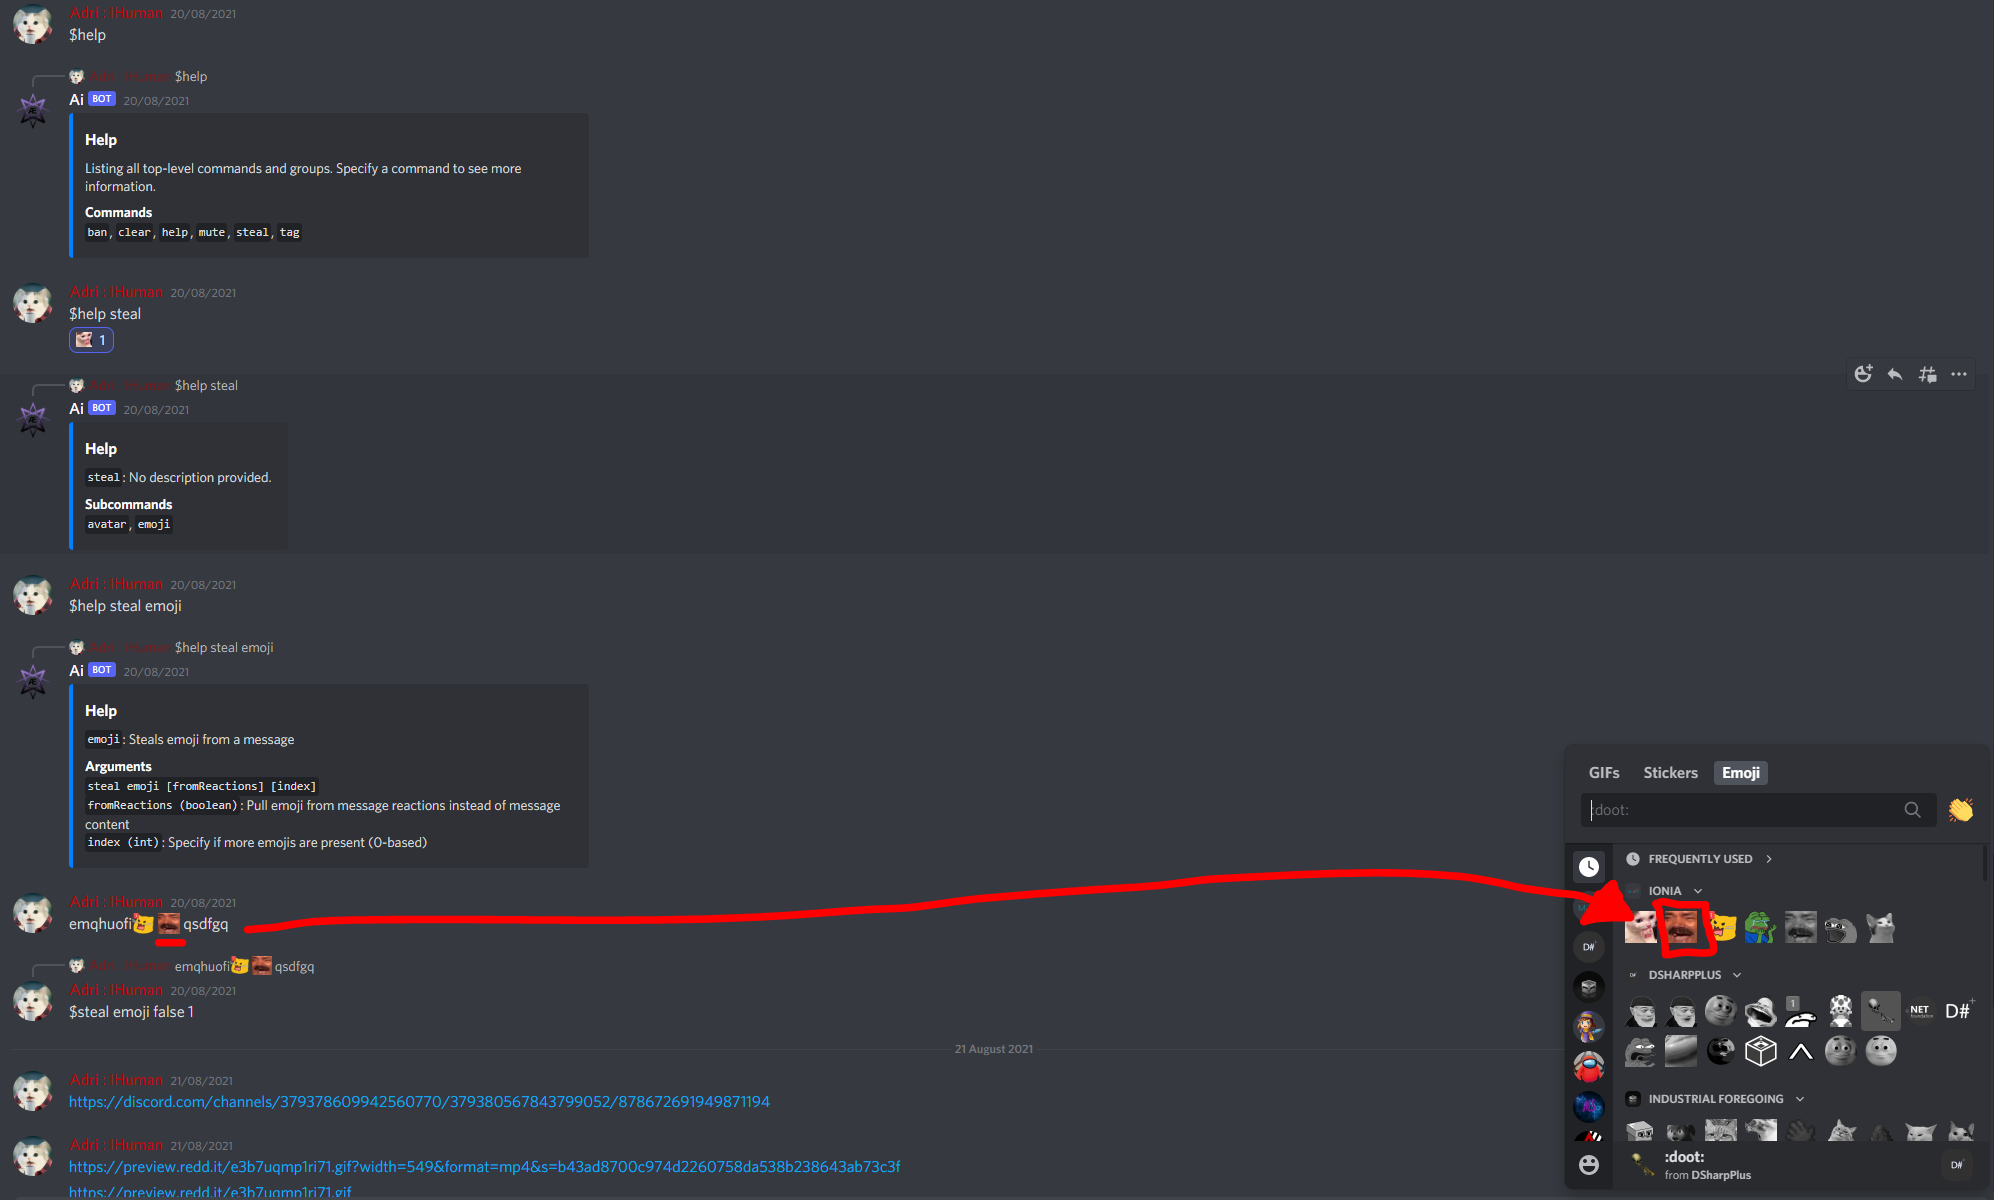 Adri : IHuman 20/08/2021
$help
Adri : IHuman $help
Ai BOT 20/08/2021
Help
Listing all top-level commands and groups. Specify a command to see more
information.
Commands
ban, clear, help, mute, steal, tag
Adri : IHuman 20/08/2021
$help steal
1
Adri : IHuman $help steal
Ai BOT 20/08/2021
Help
steal: No description provided.
Subcommands
avatar, emoji
Adri : IHuman 20/08/2021
$help steal emoji
Adri : IHuman $help steal emoji
Ai BOT 20/08/2021
Help
emoji: Steals emoji from a message
Arguments
steal emoji [fromReactions] [index]
fromReactions (boolean): Pull emoji from message reactions instead of message
content
index (int): Specify if more emojis are present (0-based)
Adri : IHuman 20/08/2021
emqhuofi qsdfgq
Adri : IHuman emqhuofi qsdfgq
Adri : IHuman 20/08/2021
$steal emoji false 1
21 August 2021
Adri : IHuman 21/08/2021
https://discord.com/channels/379378609942560770/379380567843799052/878672691949871194
Adri : IHuman 21/08/2021
https://preview.redd.it/e3b7uqmp1ri71.gif?width=549&format=mp4&s=b43ad8700c974d2260758da538b238643ab73c3f
https://preview.redd.it/e3b7uqmp1ri71.gif
GIFs Stickers Emoji
:doot:
FREQUENTLY USED
IONIA
D#
DSHARPPLUS
1
NET
foundation
D#+
INDUSTRIAL FOREGOING
:doot:
from DSharpPlus
D#